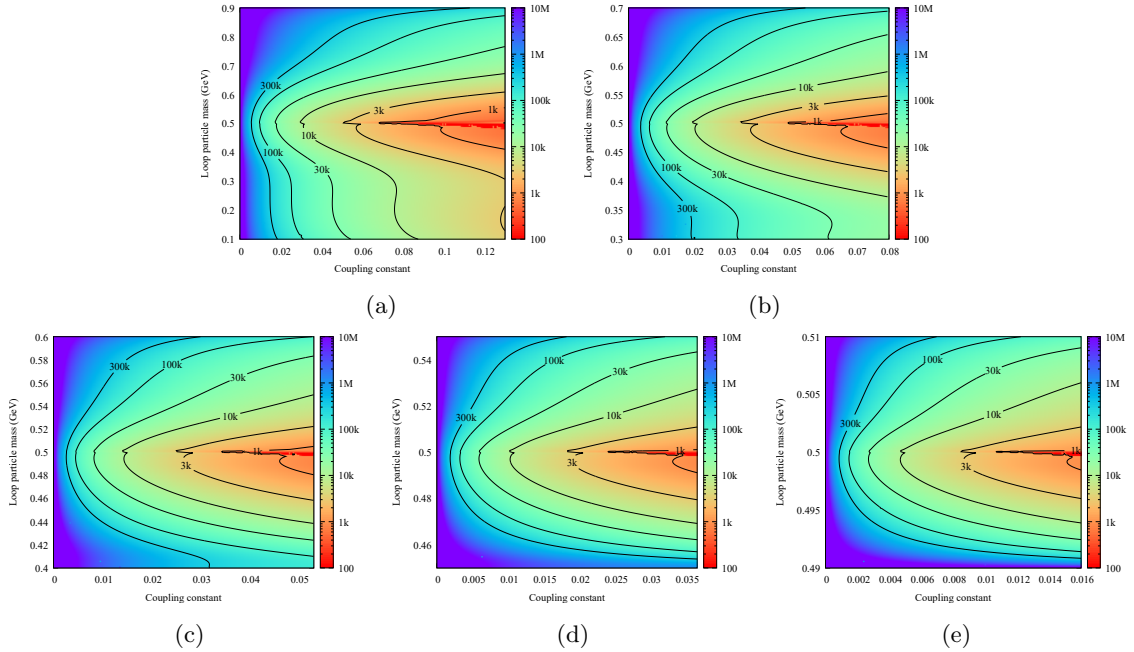 0.9
0.8
0.7
0.6
0.5
0.4
0.3
0.2
0.1
Loop particle mass (GeV)
0
0.02
0.04
0.06
0.08
0.10
0.12
Coupling constant
300k
100k
30k
10k
3k
1k
10M
1M
100k
10k
1k
100
(a)
0.7
0.65
0.6
0.55
0.5
0.45
0.4
0.35
0.3
Loop particle mass (GeV)
0
0.01
0.02
0.03
0.04
0.05
0.06
0.07
0.08
Coupling constant
10k
3k
1k
100k
30k
300k
10M
1M
100k
10k
1k
100
(b)
0.6
0.58
0.56
0.54
0.52
0.5
0.48
0.46
0.44
0.42
0.4
Loop particle mass (GeV)
0
0.01
0.02
0.03
0.04
0.05
Coupling constant
300k
100k
30k
10k
1k
3k
10M
1M
100k
10k
1k
100
(c)
0.54
0.52
0.5
0.48
0.46
Loop particle mass (GeV)
0
0.005
0.01
0.015
0.02
0.025
0.03
0.035
Coupling constant
100k
30k
300k
10k
1k
3k
10M
1M
100k
10k
1k
100
(d)
0.51
0.505
0.5
0.495
0.49
Loop particle mass (GeV)
0
0.002
0.004
0.006
0.008
0.01
0.012
0.014
0.016
Coupling constant
100k
30k
300k
10k
1k
3k
10M
1M
100k
10k
1k
100
(e)